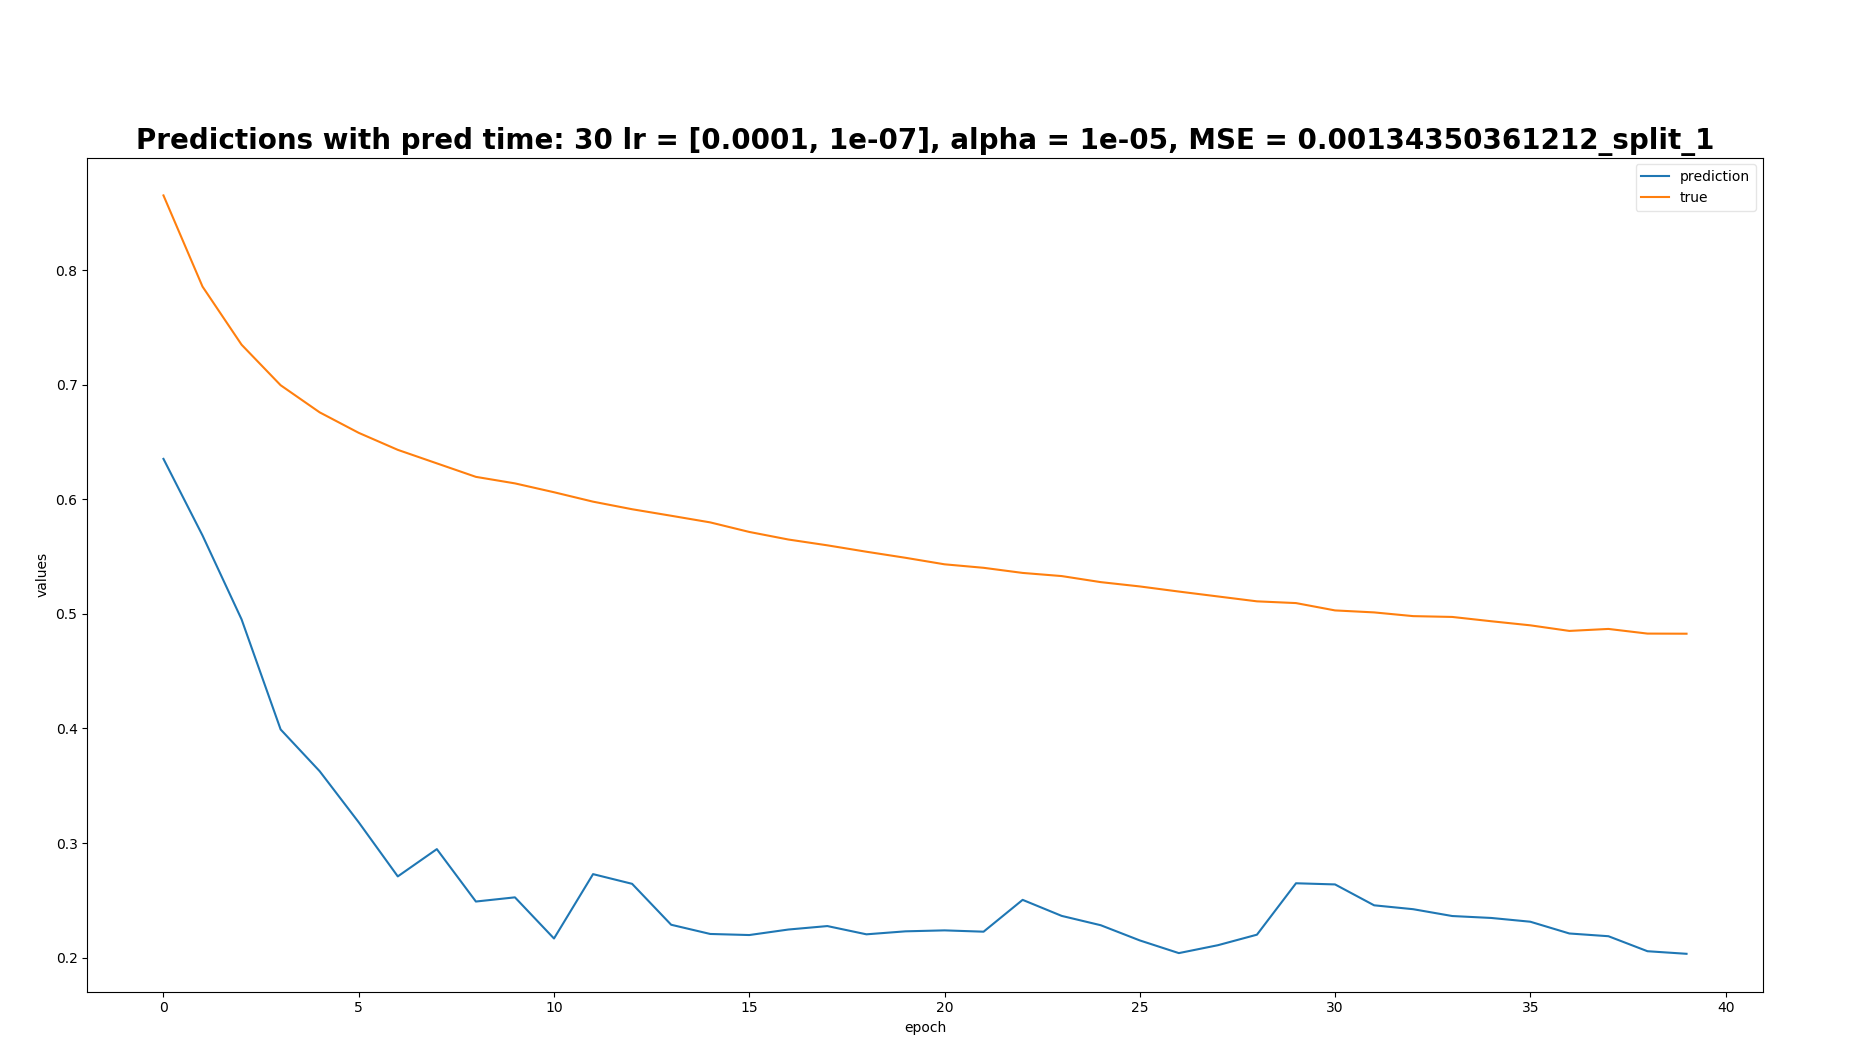 Predictions with pred time: 30 lr = [0.0001, 1e-07], alpha = 1e-05, MSE = 0.00134350361212_split_1
prediction
true
0.8
0.7
0.6
0.5
0.4
0.3
0.2
values
0 5 10 15 20 25 30 35 40
epoch